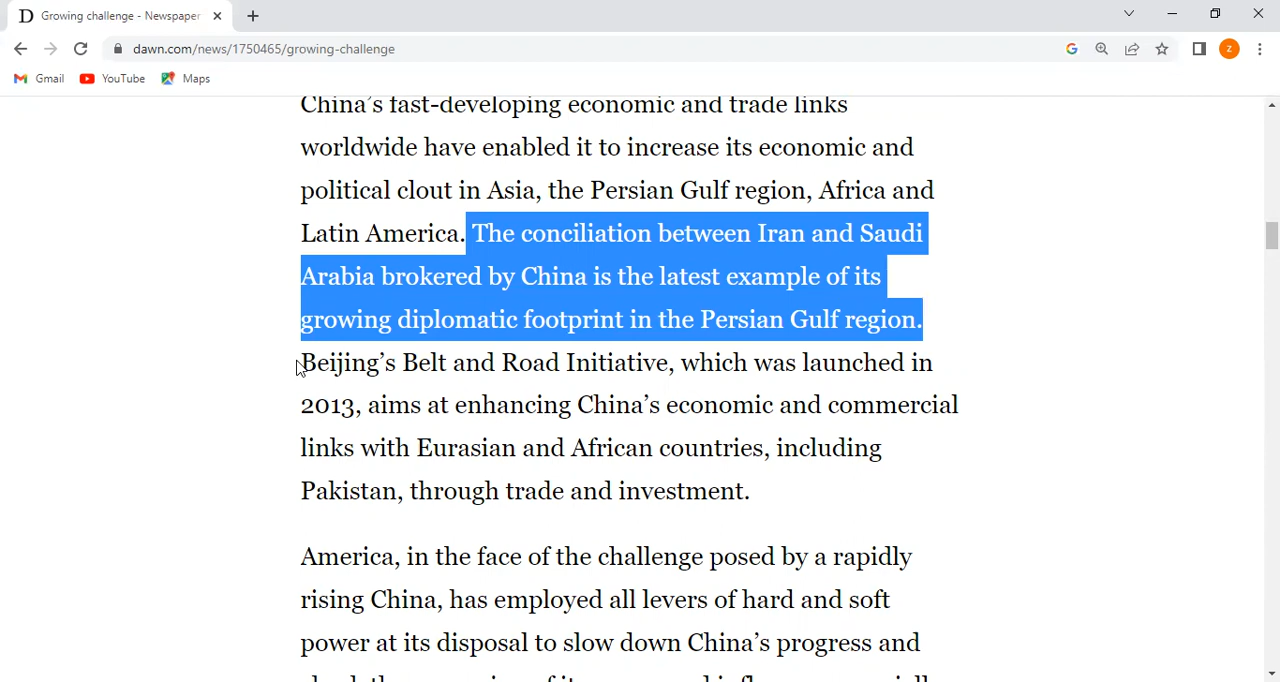 D Growing challenge - Newspaper
dawn.com/news/1750465/growing-challenge
G
Z
Gmail YouTube Maps
China's fast-developing economic and trade links
worldwide have enabled it to increase its economic and
political clout in Asia, the Persian Gulf region, Africa and
Latin America. The conciliation between Iran and Saudi
Arabia brokered by China is the latest example of its
growing diplomatic footprint in the Persian Gulf region.
Beijing's Belt and Road Initiative, which was launched in
2013, aims at enhancing China's economic and commercial
links with Eurasian and African countries, including
Pakistan, through trade and investment.
America, in the face of the challenge posed by a rapidly
rising China, has employed all levers of hard and soft
power at its disposal to slow down China's progress and